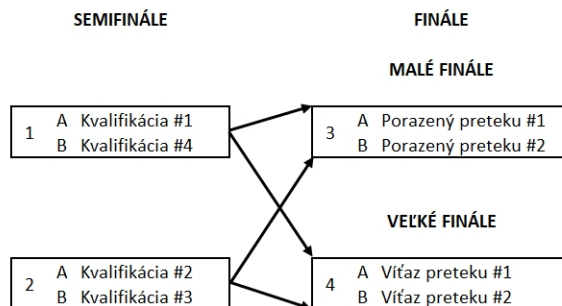 SEMIFINÁLE
FINÁLE
MALÉ FINÁLE
1 A Kvalifikácia #1
B Kvalifikácia #4
3 A Porazený preteku #1
B Porazený preteku #2
VEĽKÉ FINÁLE
2 A Kvalifikácia #2
B Kvalifikácia #3
4 A Víťaz preteku #1
B Víťaz preteku #2